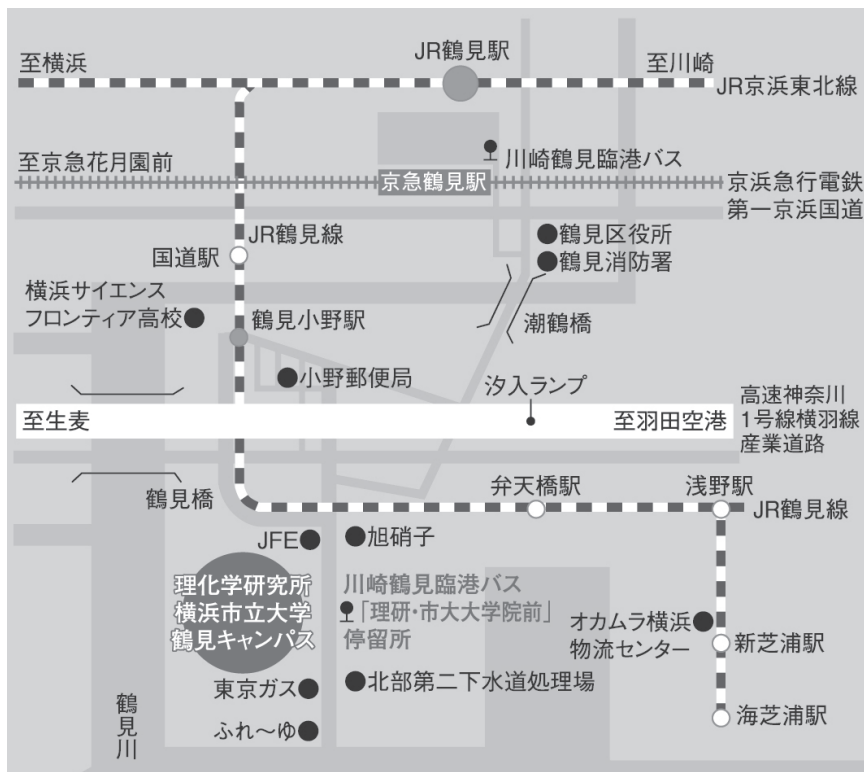 JR鶴見駅
至横浜
至川崎
JR京浜東北線
川崎鶴見臨港バス
至京急花月園前
京急鶴見駅
京浜急行電鉄
第一京浜国道
JR鶴見線
国道駅
鶴見区役所
鶴見消防署
横浜サイエンス
フロンティア高校
鶴見小野駅
潮鶴橋
小野郵便局
汐入ランプ
高速神奈川
1号線横羽線
産業道路
至生麦
至羽田空港
鶴見橋
弁天橋駅
浅野駅
JR鶴見線
JFE
旭硝子
理化学研究所
横浜市立大学
鶴見キャンパス
川崎鶴見臨港バス
「理研・市大大学院前」
停留所
オカムラ横浜
物流センター
新芝浦駅
東京ガス
北部第二下水道処理場
海芝浦駅
鶴見川
ふれ～ゆ